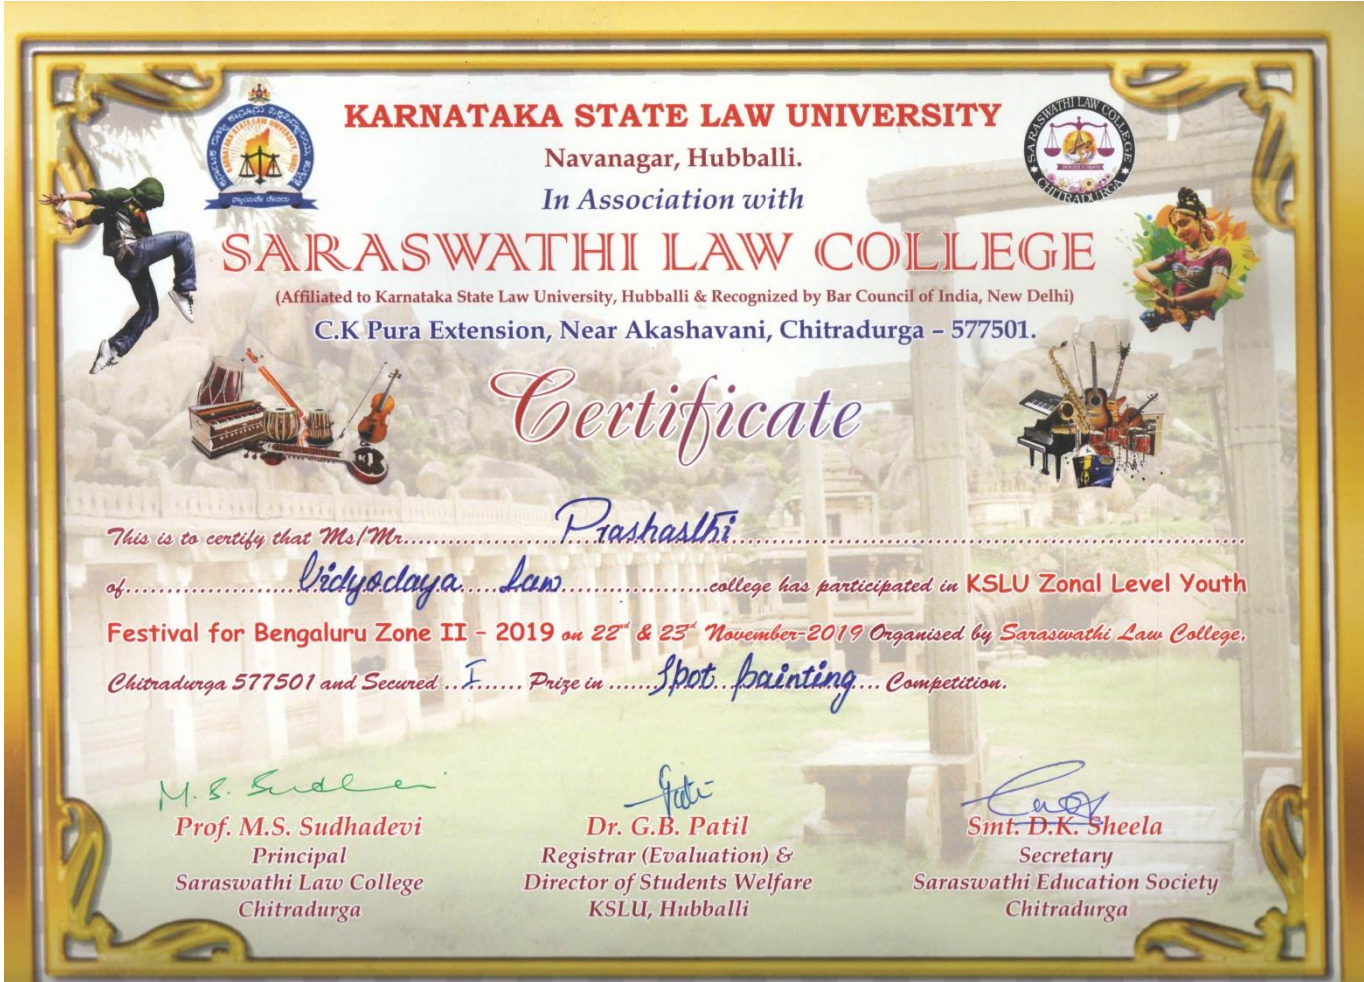 KARNATAKA STATE LAW UNIVERSITY
Navanagar, Hubballi.
In Association with
SARASWATHI LAW COLLEGE
(Affiliated to Karnataka State Law University, Hubballi & Recognized by Bar Council of India, New Delhi)
C.K Pura Extension, Near Akashavani, Chitradurga – 577501.
SARASWATHI LAW COLLEGE
CHITRADURGA
Certificate
This is to certify that Ms/Mr.................. Prashasthi ..................
of.................. Vidyodaya Law ..................college has participated in KSLU Zonal Level Youth
Festival for Bengaluru Zone II - 2019 on 22nd & 23rd November-2019 Organised by Saraswathi Law College,
Chitradurga 577501 and Secured ...I...... Prize in ...... Spot painting .... Competition.
M. S. Sudha
Prof. M.S. Sudhadevi
Principal
Saraswathi Law College
Chitradurga
Dr. G.B. Patil
Registrar (Evaluation) &
Director of Students Welfare
KSLU, Hubballi
Smt. D.K. Sheela
Secretary
Saraswathi Education Society
Chitradurga